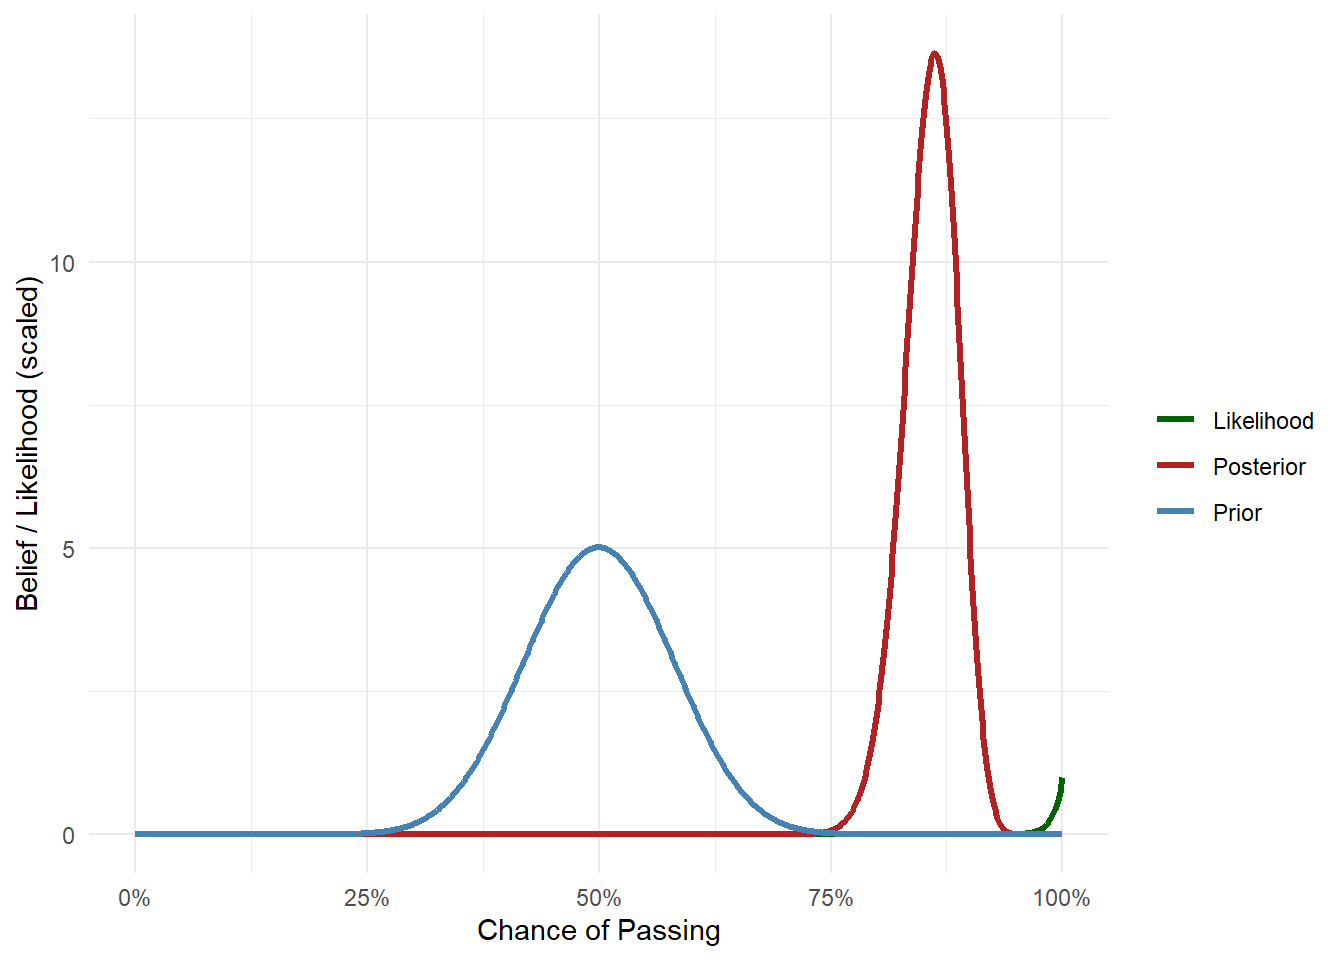 Belief / Likelihood (scaled)
10
5
0
0%
25%
50%
75%
100%
Chance of Passing
Likelihood
Posterior
Prior